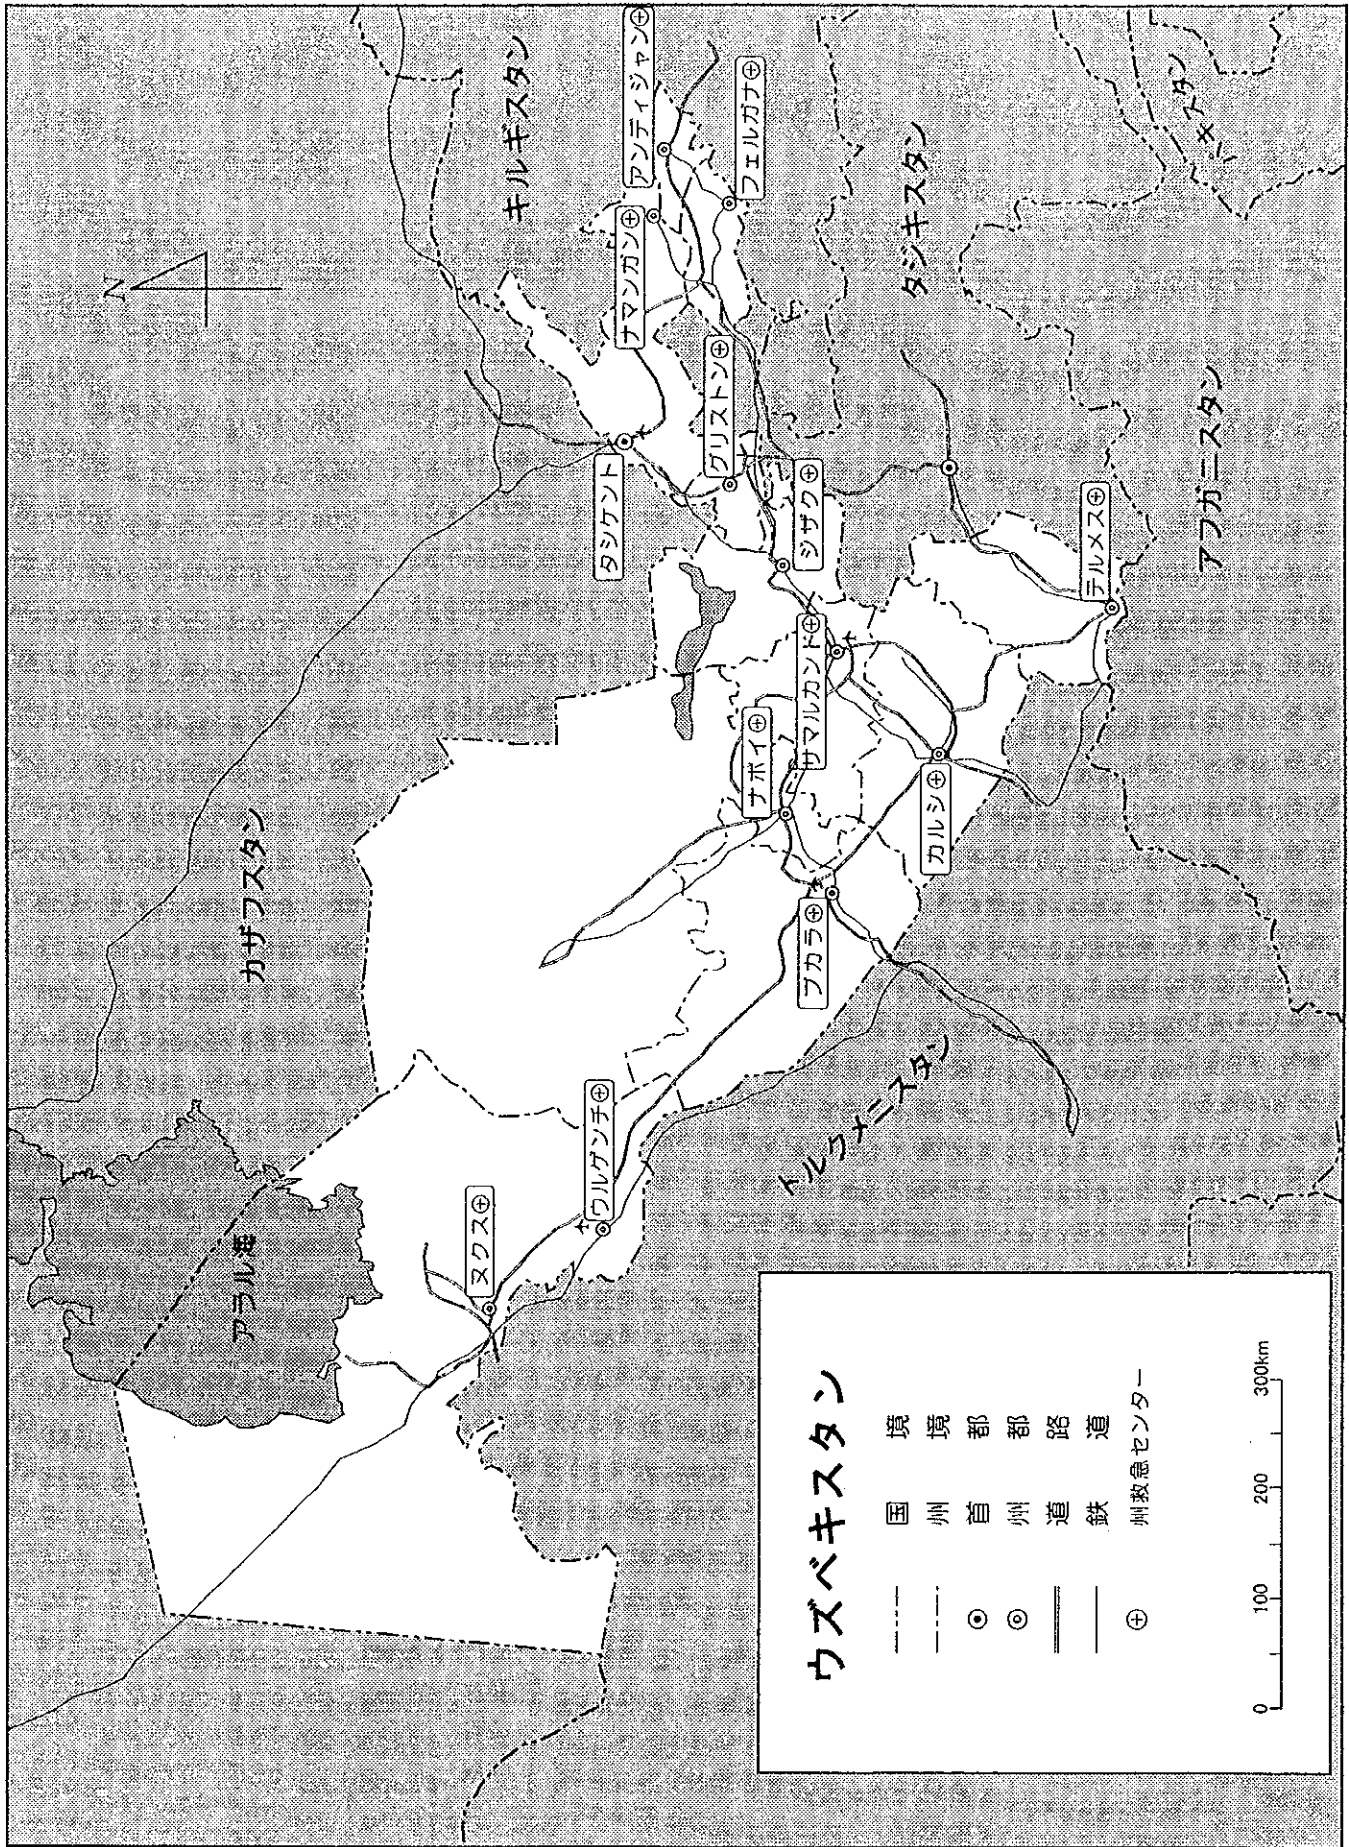 N
カザフスタン
キルギスタン
アラル海
タシケント
ナマンガン⊕
アンディジャン⊕
フェルガナ⊕
グリストン⊕
ジザク⊕
ヌクス⊕
ウルゲンチ⊕
ナボイ⊕
サマルカンド⊕
ブカラ⊕
カルシ⊕
テルメス⊕
タジキスタン
トルクメニスタン
アフガニスタン
ウズベキスタン
国境
州境
首都
州都
道路
鉄道
州救急センター
0 100 200 300km